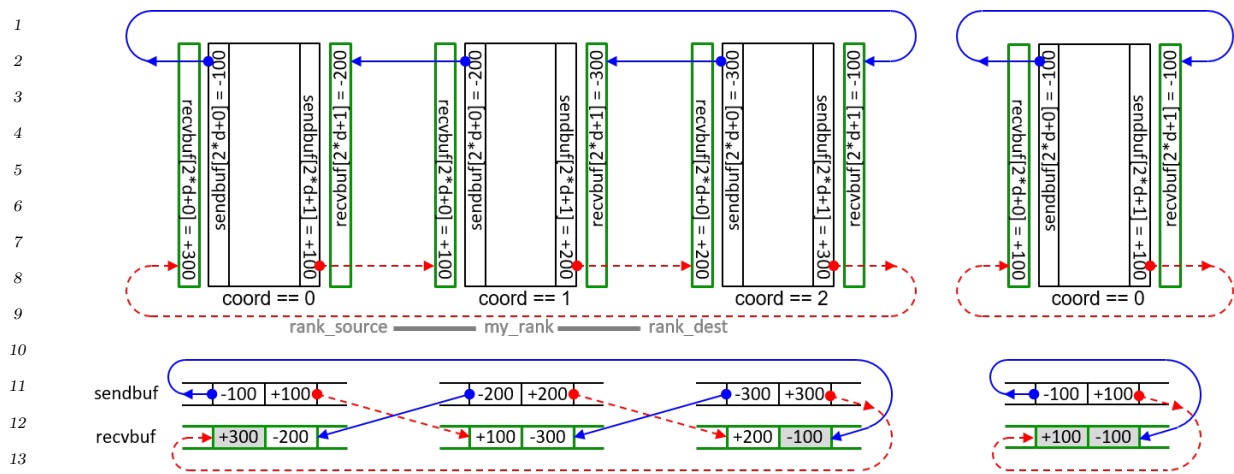 1
2
3
4
5
6
7
8
9
10
11
12
13
recvbuf[2*d+0] = +300
sendbuf[2*d+0] = -100
sendbuf[2*d+1] = +100
recvbuf[2*d+1] = -200
recvbuf[2*d+0] = +100
sendbuf[2*d+0] = -200
sendbuf[2*d+1] = +200
recvbuf[2*d+1] = -300
recvbuf[2*d+0] = +200
sendbuf[2*d+0] = -300
sendbuf[2*d+1] = +300
recvbuf[2*d+1] = -100
recvbuf[2*d+0] = +100
sendbuf[2*d+0] = -100
sendbuf[2*d+1] = +100
recvbuf[2*d+1] = -100
coord == 0 coord == 1 coord == 2 coord == 0
rank_source my_rank rank_dest
sendbuf -100 +100 -200 +200 -300 +300 -100 +100
recvbuf +300 -200 +100 -300 +200 -100 +100 -100